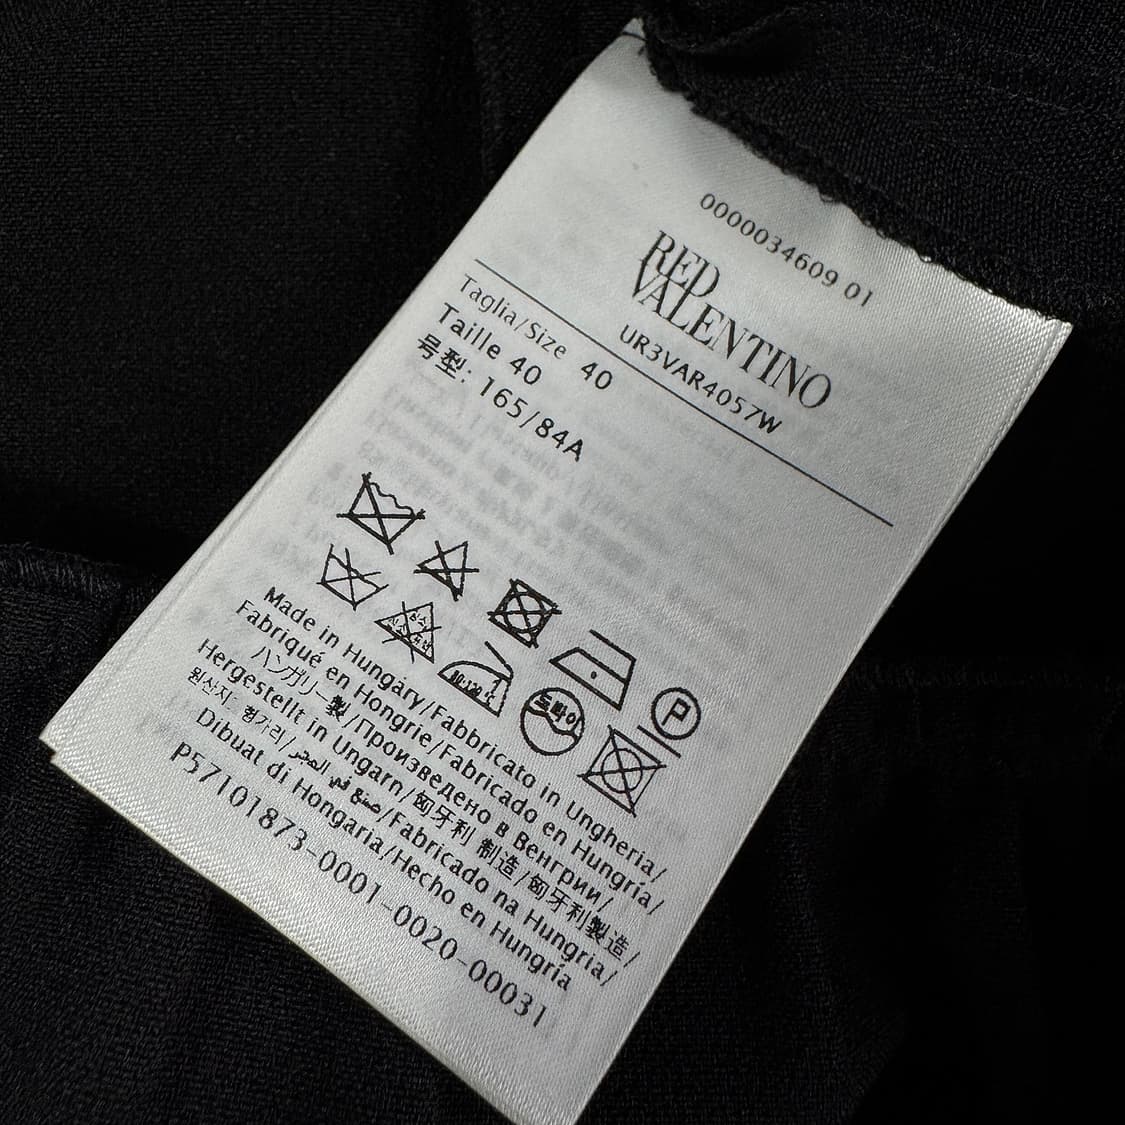 0000034609 01
RED
VALENTINO
UR3VAR4057W
Taglia/Size 40
Taille 40
号型: 165/84A
P
드라이
Made in Hungary/Fabbricato in Ungheria/
Fabriqué en Hongrie/Fabricado en Hungría/
ハンガリー製/Произведено в Венгрии/
Hergestellt in Ungarn/匈牙利 制造/匈牙利製造/
원산지: 헝가리/صنع في المجر/Fabricado na Hungria/
Dibuat di Hongaria/Hecho en Hungría
P57101873-0001-0020-00031